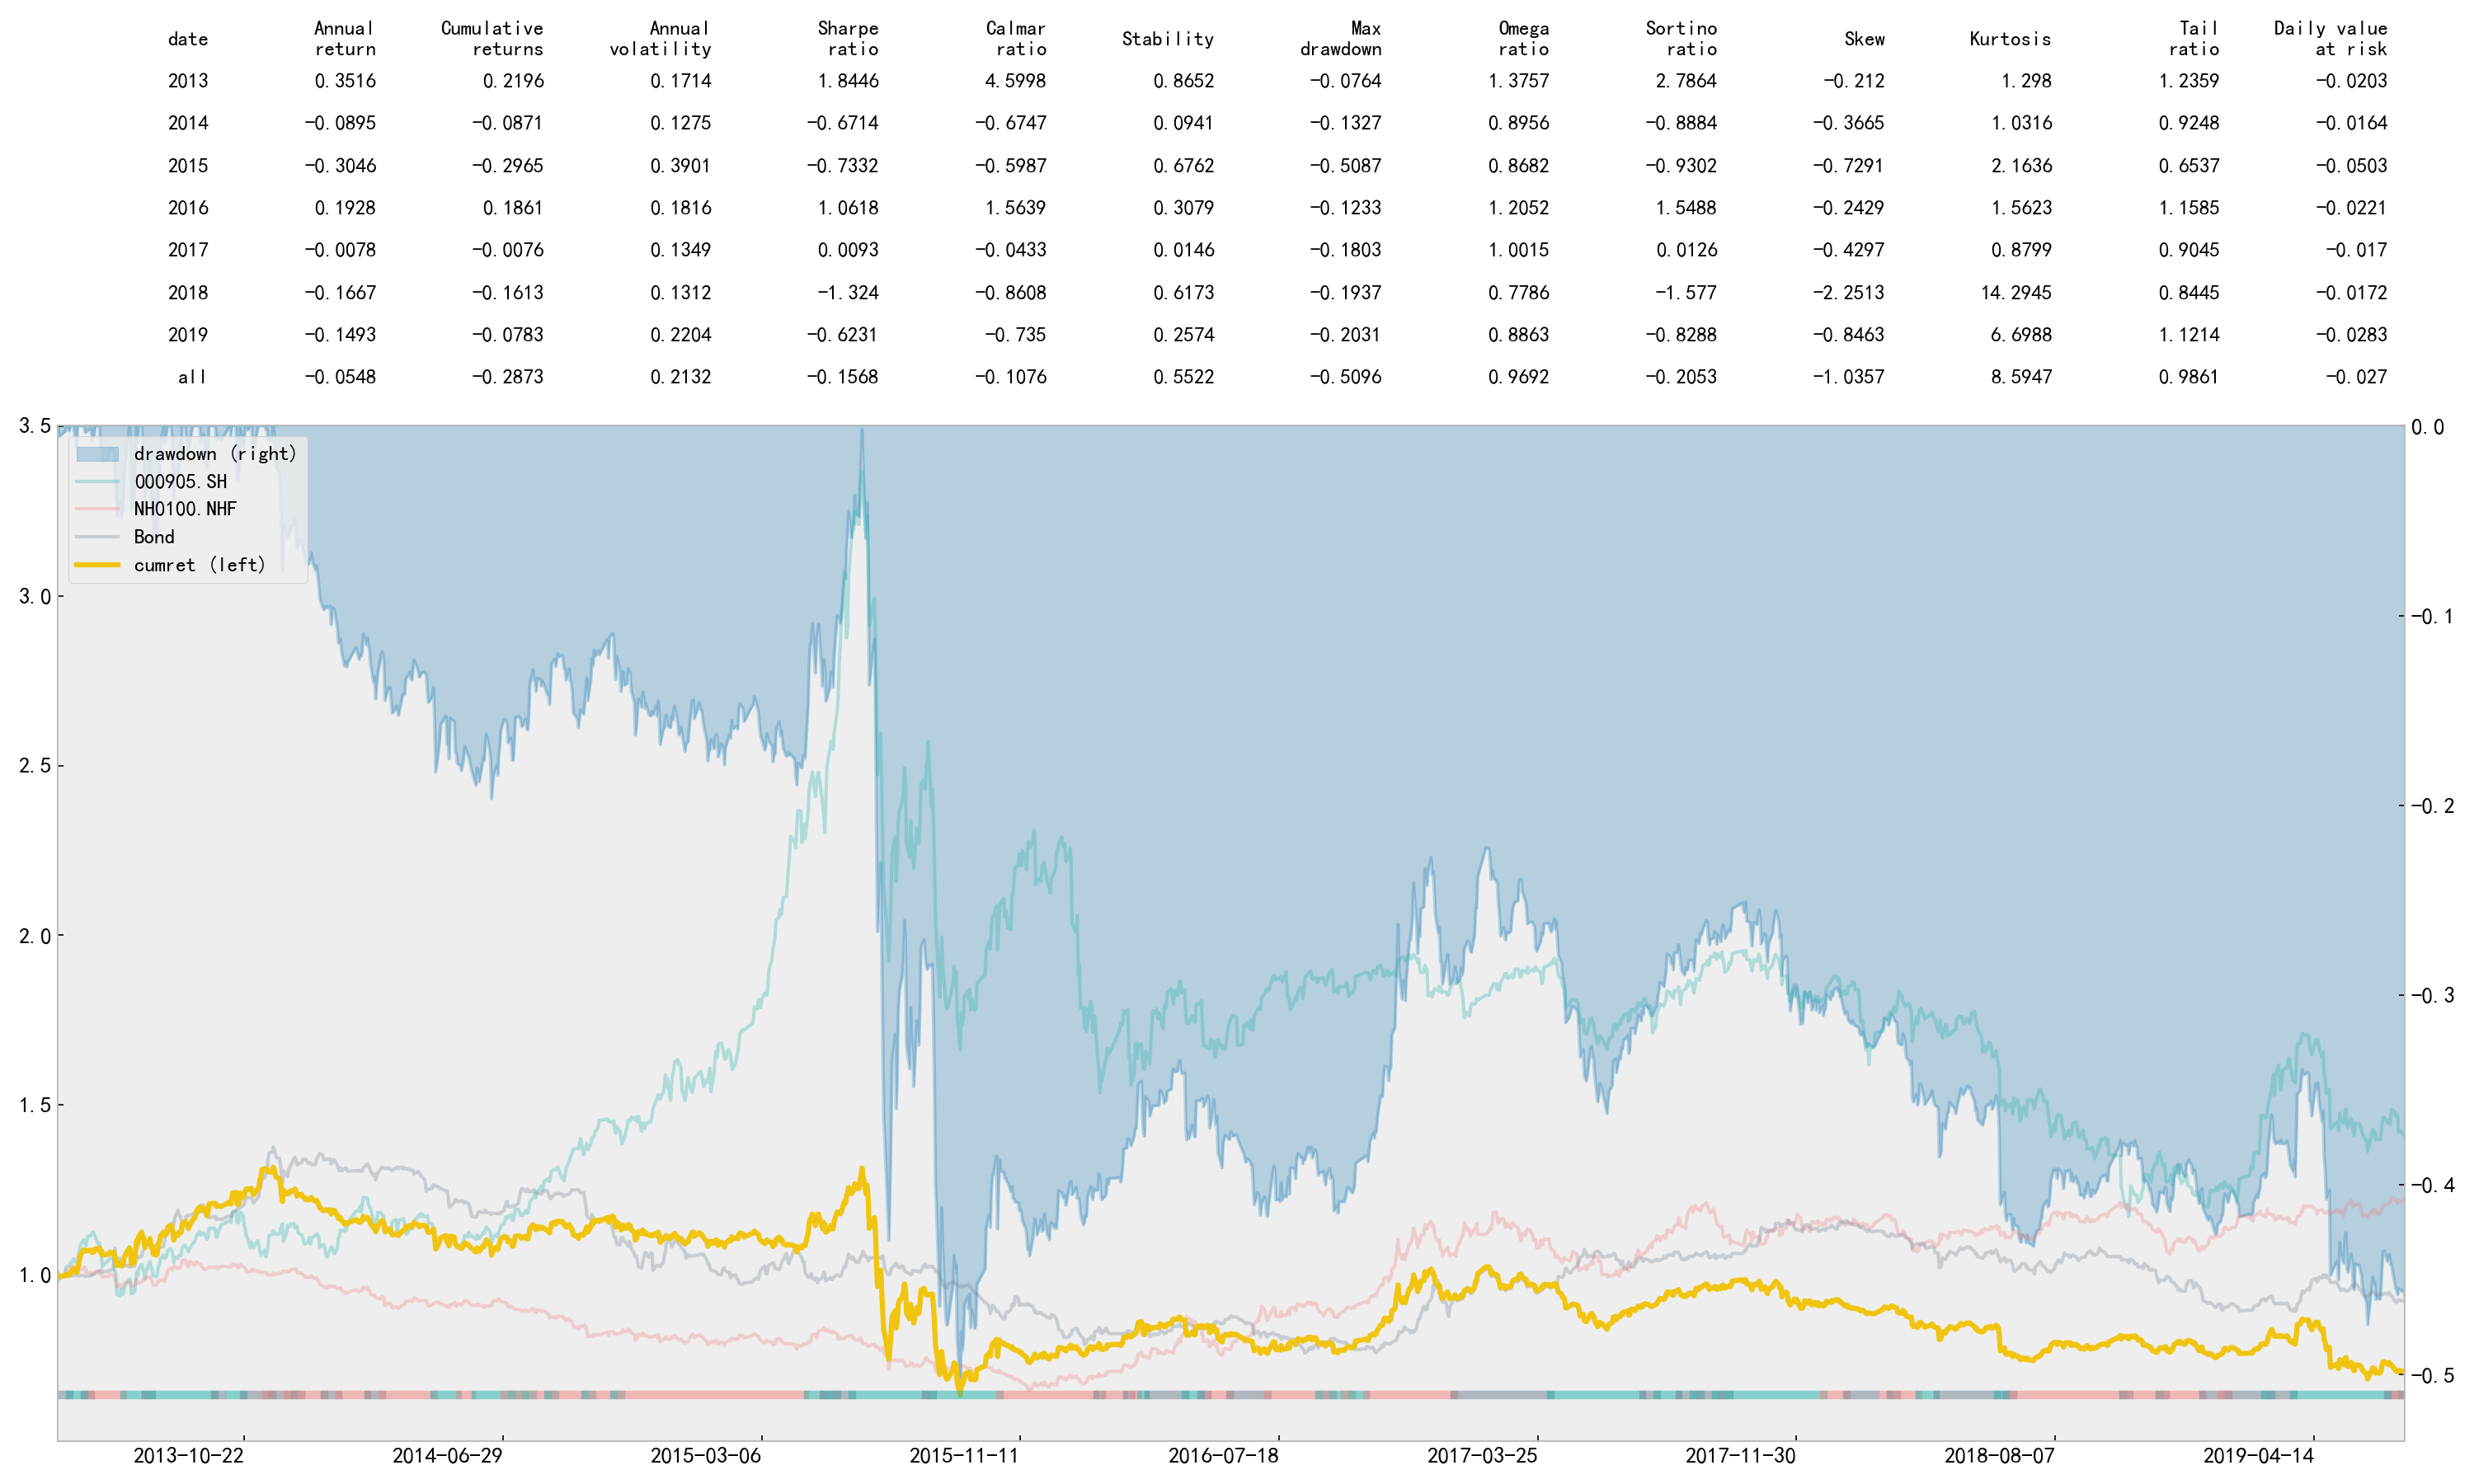 date Annual return Cumulative returns Annual volatility Sharpe ratio Calmar ratio Stability Max drawdown Omega ratio Sortino ratio Skew Kurtosis Tail ratio Daily value at risk
2013 0.3516 0.2196 0.1714 1.8446 4.5998 0.8652 −0.0764 1.3757 2.7864 −0.212 1.298 1.2359 −0.0203
2014 −0.0895 −0.0871 0.1275 −0.6714 −0.6747 0.0941 −0.1327 0.8956 −0.8884 −0.3665 1.0316 0.9248 −0.0164
2015 −0.3046 −0.2965 0.3901 −0.7332 −0.5987 0.6762 −0.5087 0.8682 −0.9302 −0.7291 2.1636 0.6537 −0.0503
2016 0.1928 0.1861 0.1816 1.0618 1.5639 0.3079 −0.1233 1.2052 1.5488 −0.2429 1.5623 1.1585 −0.0221
2017 −0.0078 −0.0076 0.1349 0.0093 −0.0433 0.0146 −0.1803 1.0015 0.0126 −0.4297 0.8799 0.9045 −0.017
2018 −0.1667 −0.1613 0.1312 −1.324 −0.8608 0.6173 −0.1937 0.7786 −1.577 −2.2513 14.2945 0.8445 −0.0172
2019 −0.1493 −0.0783 0.2204 −0.6231 −0.735 0.2574 −0.2031 0.8863 −0.8288 −0.8463 6.6988 1.1214 −0.0283
all −0.0548 −0.2873 0.2132 −0.1568 −0.1076 0.5522 −0.5096 0.9692 −0.2053 −1.0357 8.5947 0.9861 −0.027
3.5
3.0
2.5
2.0
1.5
1.0
drawdown (right)
000905.SH
NH0100.NHF
Bond
cumret (left)
0.0
−0.1
−0.2
−0.3
−0.4
−0.5
2013−10−22 2014−06−29 2015−03−06 2015−11−11 2016−07−18 2017−03−25 2017−11−30 2018−08−07 2019−04−14